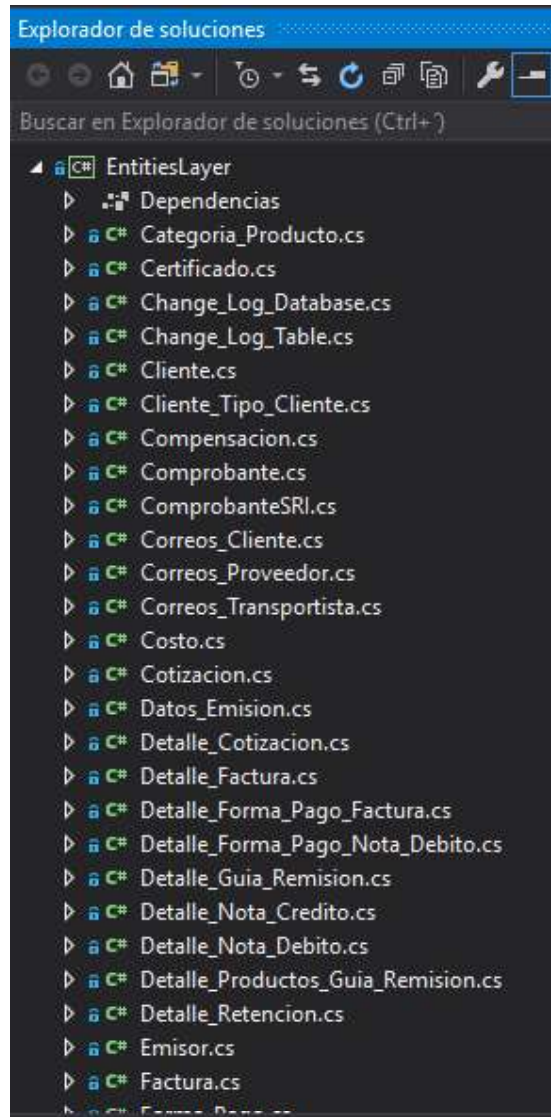 Explorador de soluciones
Buscar en Explorador de soluciones (Ctrl+´)
C# EntitiesLayer
Dependencias
C# Categoria_Producto.cs
C# Certificado.cs
C# Change_Log_Database.cs
C# Change_Log_Table.cs
C# Cliente.cs
C# Cliente_Tipo_Cliente.cs
C# Compensacion.cs
C# Comprobante.cs
C# ComprobanteSRI.cs
C# Correos_Cliente.cs
C# Correos_Proveedor.cs
C# Correos_Transportista.cs
C# Costo.cs
C# Cotizacion.cs
C# Datos_Emision.cs
C# Detalle_Cotizacion.cs
C# Detalle_Factura.cs
C# Detalle_Forma_Pago_Factura.cs
C# Detalle_Forma_Pago_Nota_Debito.cs
C# Detalle_Guia_Remision.cs
C# Detalle_Nota_Credito.cs
C# Detalle_Nota_Debito.cs
C# Detalle_Productos_Guia_Remision.cs
C# Detalle_Retencion.cs
C# Emisor.cs
C# Factura.cs